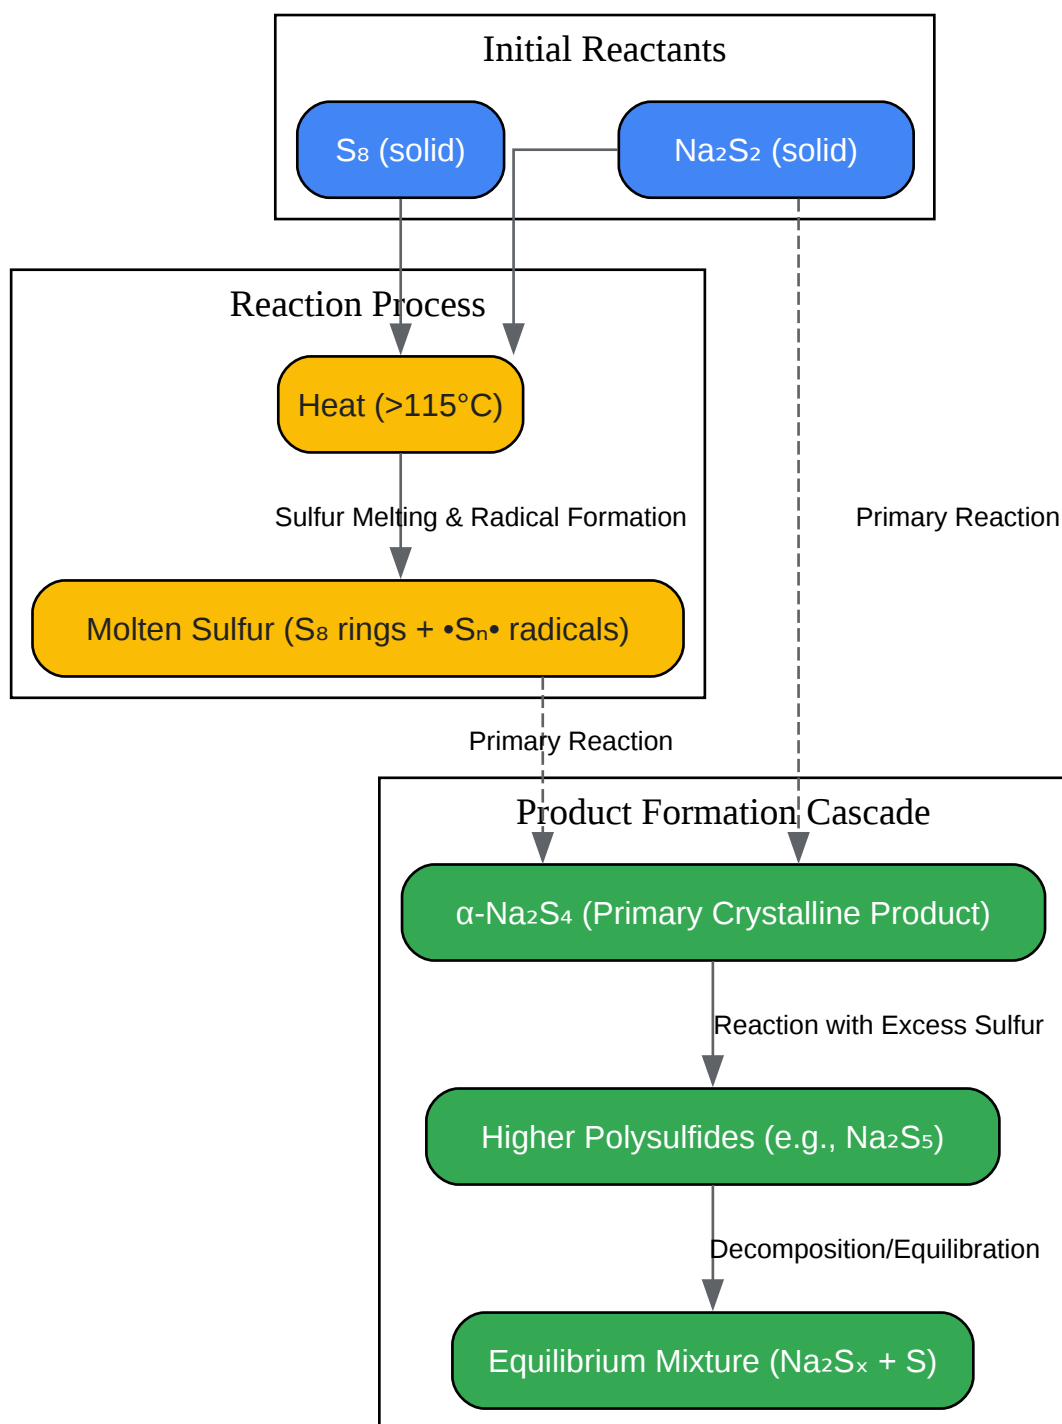 Initial Reactants
S₈ (solid)
Na₂S₂ (solid)
Reaction Process
Heat (>115°C)
Sulfur Melting & Radical Formation
Primary Reaction
Molten Sulfur (S₈ rings + •Sₙ• radicals)
Primary Reaction
Product Formation Cascade
α-Na₂S₄ (Primary Crystalline Product)
Reaction with Excess Sulfur
Higher Polysulfides (e.g., Na₂S₅)
Decomposition/Equilibration
Equilibrium Mixture (Na₂Sₓ + S)